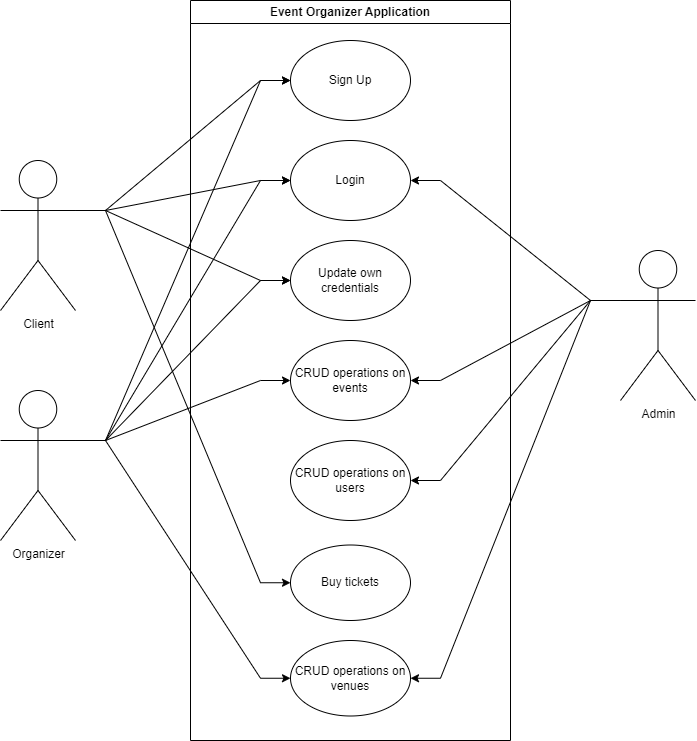 Event Organizer Application
Sign Up
Login
Update own
credentials
Client
CRUD operations on
events
Admin
CRUD operations on
users
Organizer
Buy tickets
CRUD operations on
venues